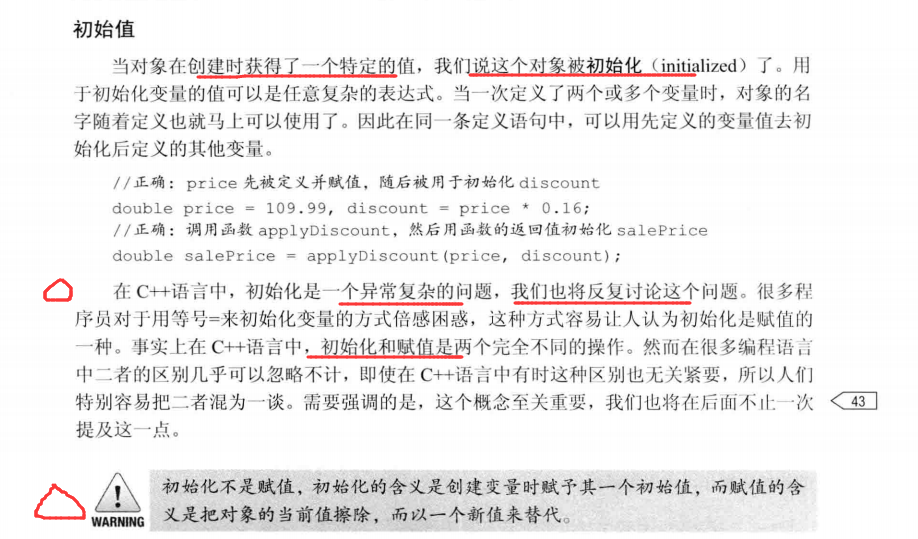 初始值
当对象在创建时获得了一个特定的值，我们说这个对象被初始化（initialized）了。用
于初始化变量的值可以是任意复杂的表达式。当一次定义了两个或多个变量时，对象的名
字随着定义也就马上可以使用了。因此在同一条定义语句中，可以用先定义的变量值去初
始化后定义的其他变量。
//正确：price 先被定义并赋值，随后被用于初始化 discount
double price = 109.99, discount = price * 0.16;
//正确：调用函数 applyDiscount，然后用函数的返回值初始化 salePrice
double salePrice = applyDiscount(price, discount);
在 C++语言中，初始化是一个异常复杂的问题，我们也将反复讨论这个问题。很多程
序员对于用等号=来初始化变量的方式倍感困惑，这种方式容易让人认为初始化是赋值的
一种。事实上在 C++语言中，初始化和赋值是两个完全不同的操作。然而在很多编程语言
中二者的区别几乎可以忽略不计，即使在 C++语言中有时这种区别也无关紧要，所以人们
特别容易把二者混为一谈。需要强调的是，这个概念至关重要，我们也将在后面不止一次
43
提及这一点。
初始化不是赋值，初始化的含义是创建变量时赋予其一个初始值，而赋值的含
义是把对象的当前值擦除，而以一个新值来替代。
WARNING